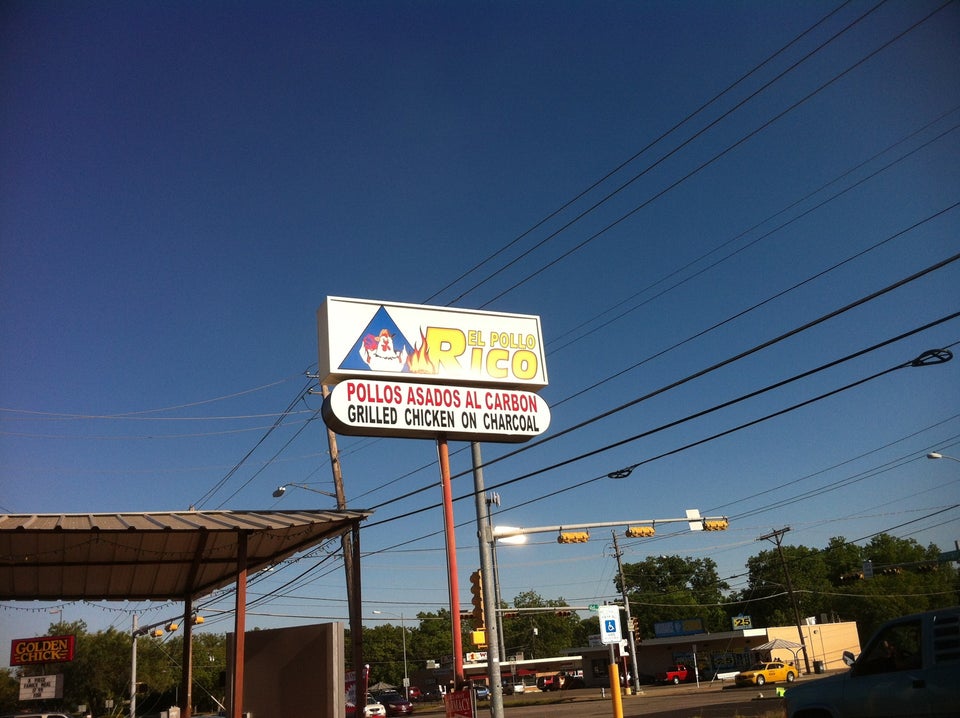 EL POLLO
RICO
POLLOS ASADOS AL CARBON
GRILLED CHICKEN ON CHARCOAL
GOLDEN
CHICK
25